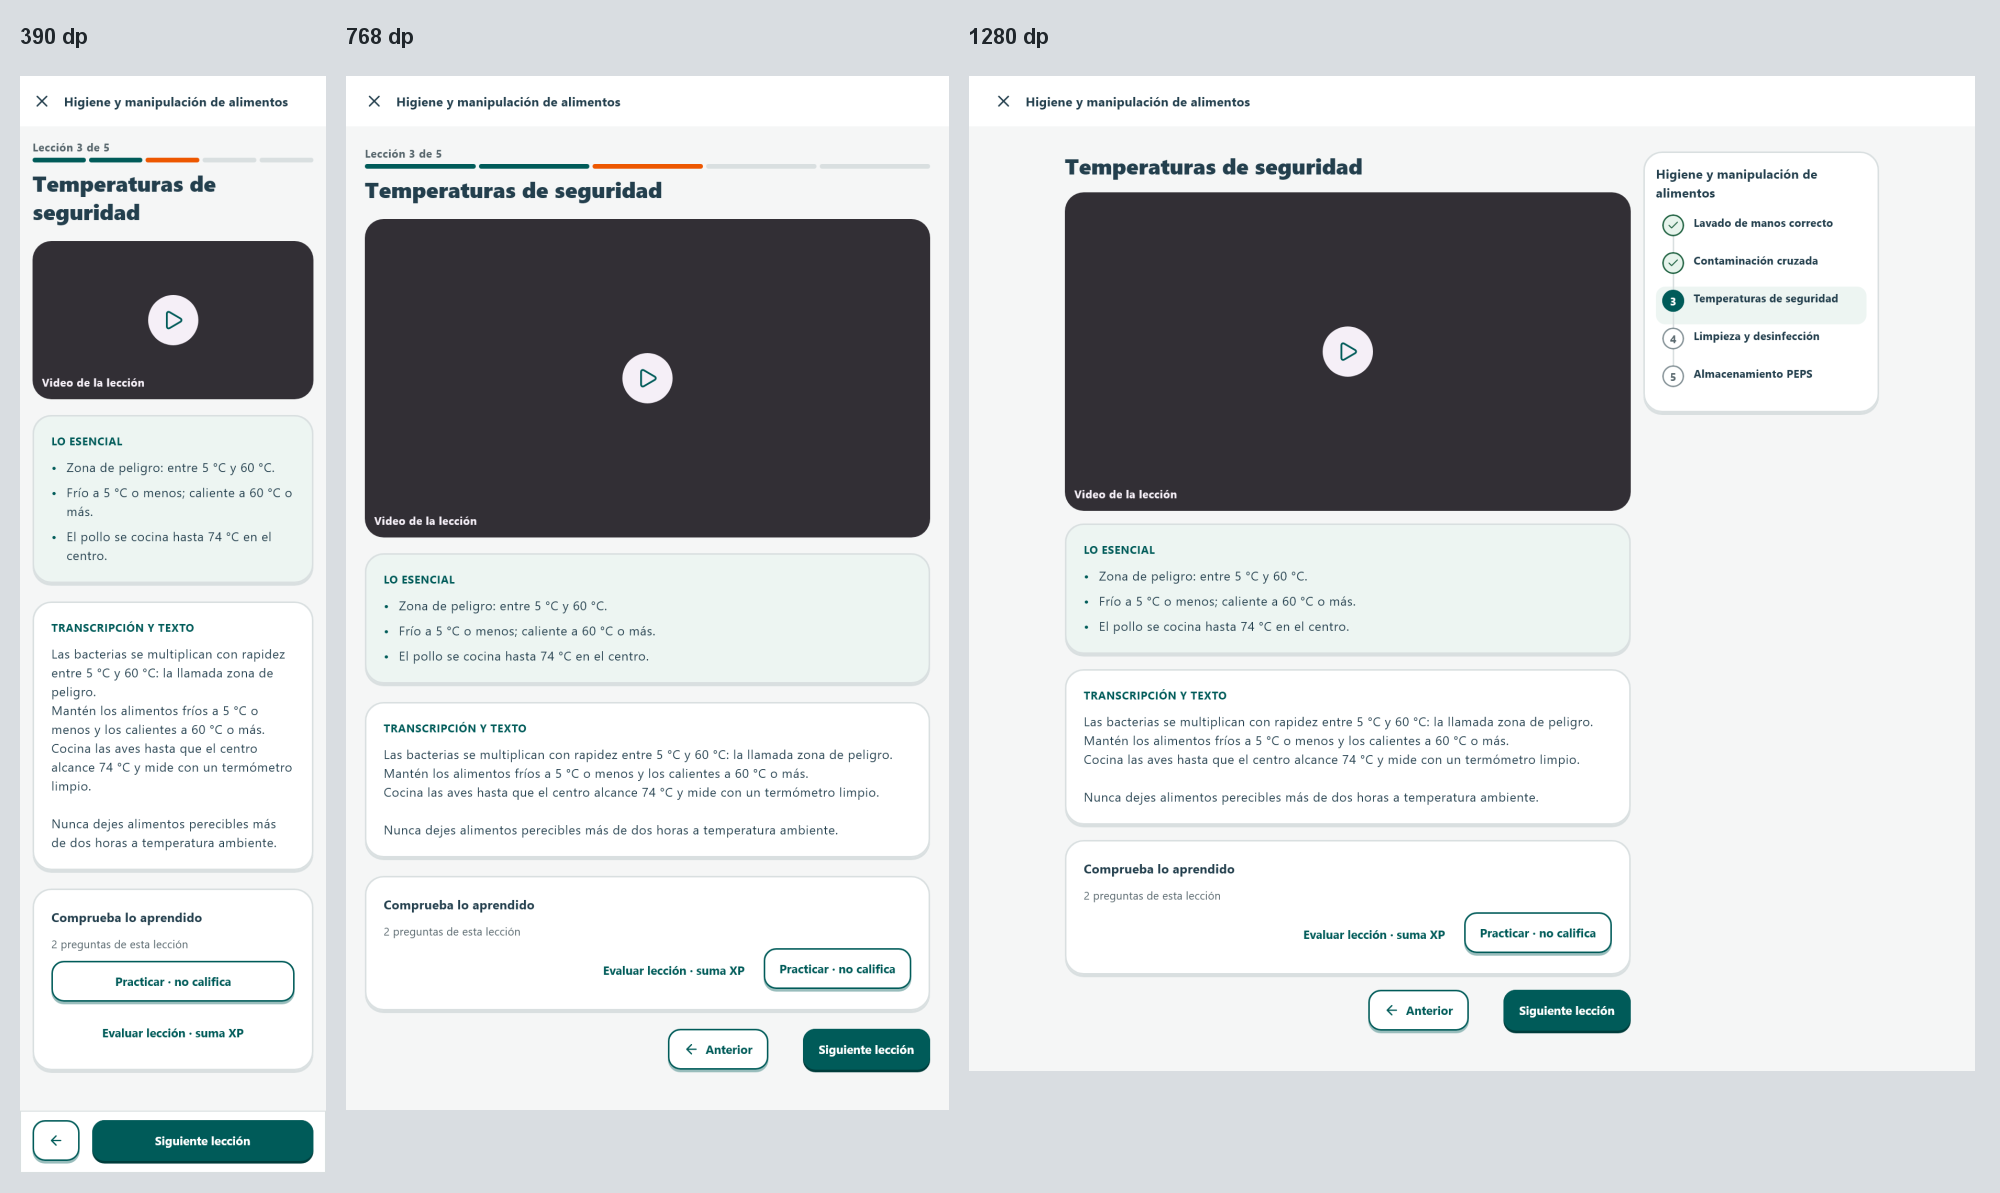 390 dp
Higiene y manipulación de alimentos
Lección 3 de 5
Temperaturas de
seguridad
Video de la lección
LO ESENCIAL
• Zona de peligro: entre 5 °C y 60 °C.
• Frío a 5 °C o menos; caliente a 60 °C o
más.
• El pollo se cocina hasta 74 °C en el
centro.
TRANSCRIPCIÓN Y TEXTO
Las bacterias se multiplican con rapidez
entre 5 °C y 60 °C: la llamada zona de
peligro.
Mantén los alimentos fríos a 5 °C o
menos y los calientes a 60 °C o más.
Cocina las aves hasta que el centro
alcance 74 °C y mide con un termómetro
limpio.
Nunca dejes alimentos perecibles más
de dos horas a temperatura ambiente.
Comprueba lo aprendido
2 preguntas de esta lección
Practicar · no califica
Evaluar lección · suma XP
Siguiente lección
768 dp
Higiene y manipulación de alimentos
Lección 3 de 5
Temperaturas de seguridad
Video de la lección
LO ESENCIAL
• Zona de peligro: entre 5 °C y 60 °C.
• Frío a 5 °C o menos; caliente a 60 °C o más.
• El pollo se cocina hasta 74 °C en el centro.
TRANSCRIPCIÓN Y TEXTO
Las bacterias se multiplican con rapidez entre 5 °C y 60 °C: la llamada zona de peligro.
Mantén los alimentos fríos a 5 °C o menos y los calientes a 60 °C o más.
Cocina las aves hasta que el centro alcance 74 °C y mide con un termómetro limpio.
Nunca dejes alimentos perecibles más de dos horas a temperatura ambiente.
Comprueba lo aprendido
2 preguntas de esta lección
Evaluar lección · suma XP
Practicar · no califica
Anterior
Siguiente lección
1280 dp
Higiene y manipulación de alimentos
Temperaturas de seguridad
Video de la lección
LO ESENCIAL
• Zona de peligro: entre 5 °C y 60 °C.
• Frío a 5 °C o menos; caliente a 60 °C o más.
• El pollo se cocina hasta 74 °C en el centro.
TRANSCRIPCIÓN Y TEXTO
Las bacterias se multiplican con rapidez entre 5 °C y 60 °C: la llamada zona de peligro.
Mantén los alimentos fríos a 5 °C o menos y los calientes a 60 °C o más.
Cocina las aves hasta que el centro alcance 74 °C y mide con un termómetro limpio.
Nunca dejes alimentos perecibles más de dos horas a temperatura ambiente.
Comprueba lo aprendido
2 preguntas de esta lección
Evaluar lección · suma XP
Practicar · no califica
Anterior
Siguiente lección
Higiene y manipulación de
alimentos
Lavado de manos correcto
Contaminación cruzada
3 Temperaturas de seguridad
4 Limpieza y desinfección
5 Almacenamiento PEPS